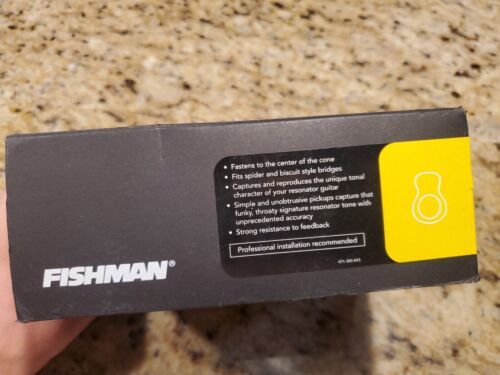 • Fastens to the center of the cone
• Fits spider and biscuit style bridges
• Captures and reproduces the unique tonal
character of your resonator guitar
• Simple and unobtrusive pickups capture that
funky, throaty signature resonator tone with
unprecedented accuracy
• Strong resistance to feedback
Professional installation recommended
FISHMAN®